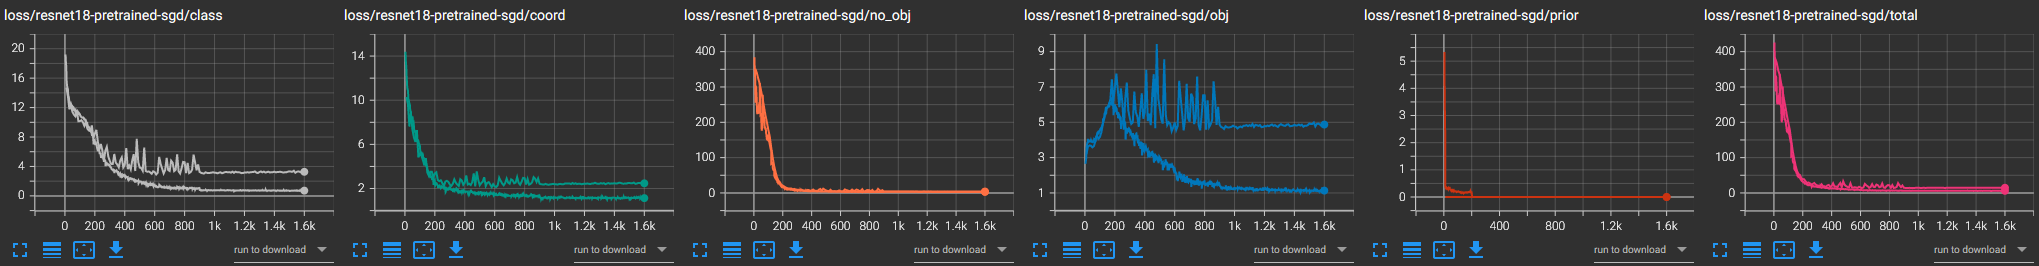 loss/resnet18-pretrained-sgd/class
20
16
12
8
4
0
0 200 400 600 800 1k 1.2k 1.4k 1.6k
run to download
loss/resnet18-pretrained-sgd/coord
14
10
6
2
0 200 400 600 800 1k 1.2k 1.4k 1.6k
run to download
loss/resnet18-pretrained-sgd/no_obj
400
300
200
100
0
0 200 400 600 800 1k 1.2k 1.4k 1.6k
run to download
loss/resnet18-pretrained-sgd/obj
9
7
5
3
1
0 200 400 600 800 1k 1.2k 1.4k 1.6k
run to download
loss/resnet18-pretrained-sgd/prior
5
4
3
2
1
0
0 400 800 1.2k 1.6k
run to download
loss/resnet18-pretrained-sgd/total
400
300
200
100
0
0 200 400 600 800 1k 1.2k 1.4k 1.6k
run to download